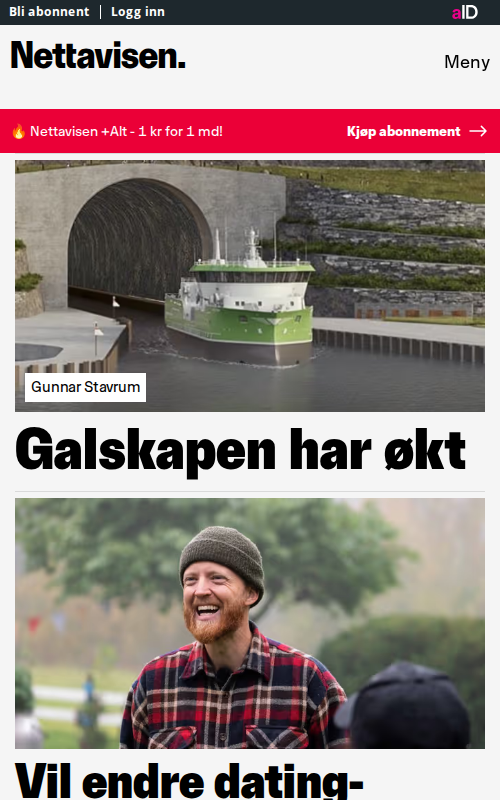 Bli abonnent | Logg inn
aID
Nettavisen.
Meny
🔥 Nettavisen +Alt - 1 kr for 1 md!
Kjøp abonnement →
Gunnar Stavrum
Galskapen har økt
Vil endre dating-